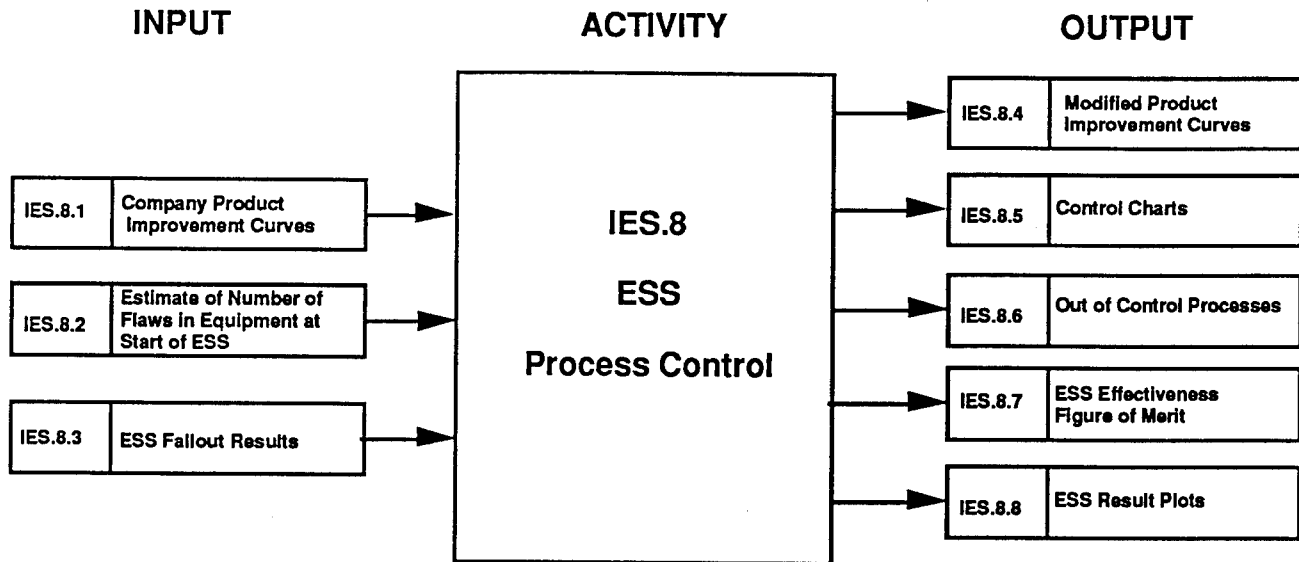 INPUT
ACTIVITY
OUTPUT
IES.8.1
Company Product
Improvement Curves
IES.8.2
Estimate of Number of
Flaws in Equipment at
Start of ESS
IES.8.3
ESS Fallout Results
IES.8
ESS
Process Control
IES.8.4
Modified Product
Improvement Curves
IES.8.5
Control Charts
IES.8.6
Out of Control Processes
IES.8.7
ESS Effectiveness
Figure of Merit
IES.8.8
ESS Result Plots